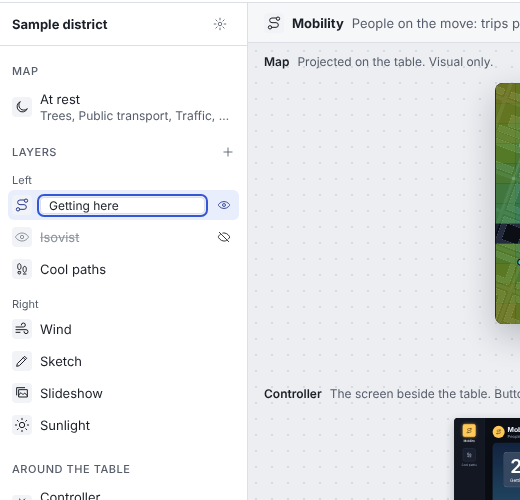 Sample district
Mobility People on the move: trips p
MAP
Map Projected on the table. Visual only.
At rest
Trees, Public transport, Traffic, ...
LAYERS
Left
Getting here
Isovist
Cool paths
Right
Wind
Sketch
Slideshow
Sunlight
Controller The screen beside the table. Butto
AROUND THE TABLE
Controller
Mob
2